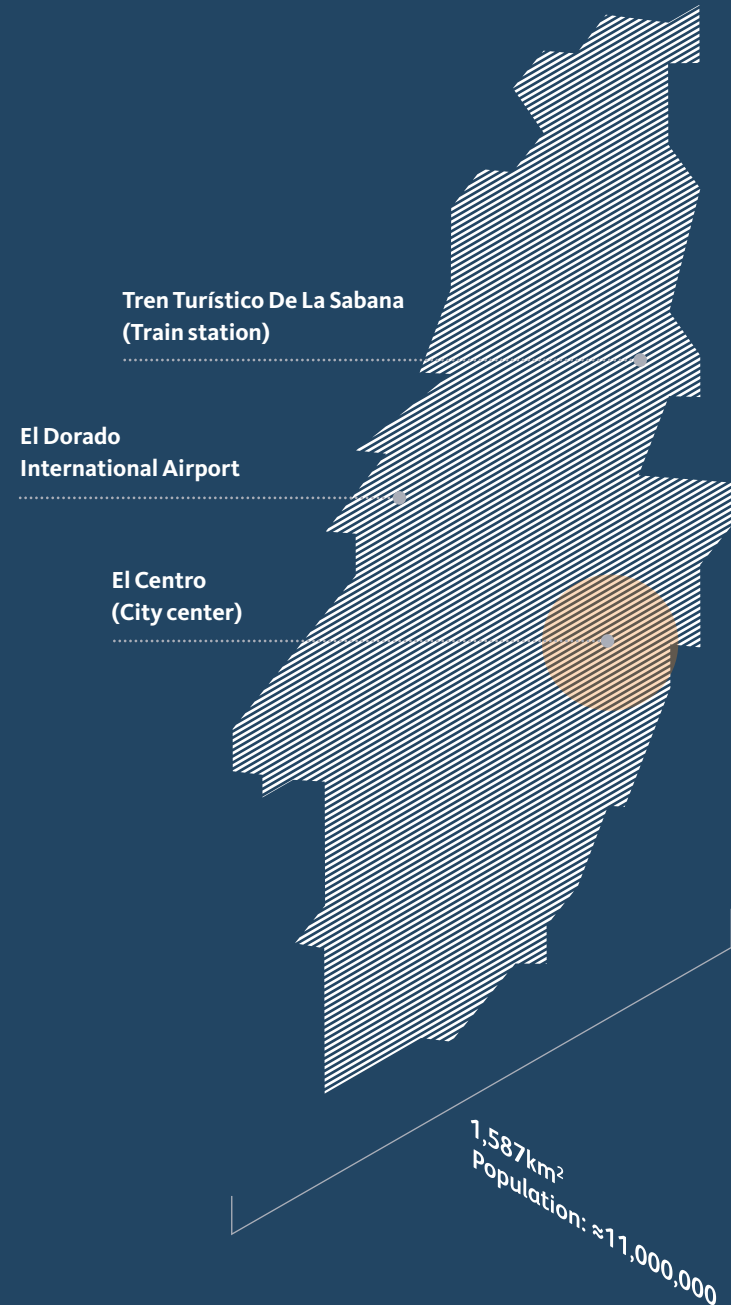 Tren Turístico De La Sabana
(Train station)
El Dorado
International Airport
El Centro
(City center)
1,587km²
Population: ≈11,000,000